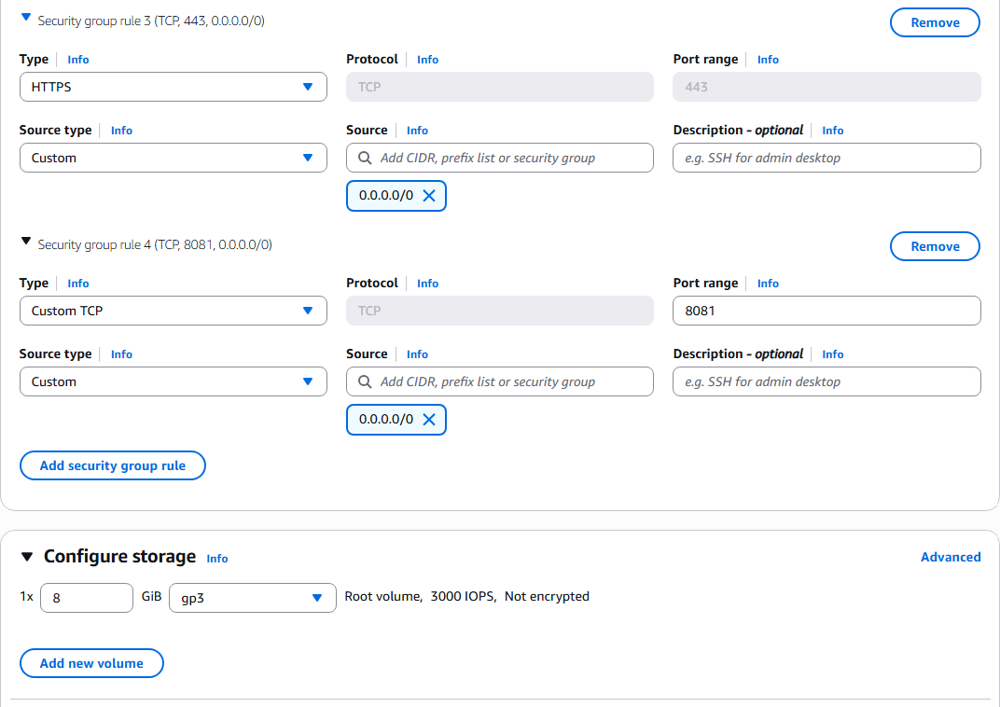 Security group rule 3 (TCP, 443, 0.0.0.0/0) Remove
Type Info Protocol Info Port range Info
HTTPS TCP 443
Source type Info Source Info Description - optional Info
Custom Add CIDR, prefix list or security group e.g. SSH for admin desktop
0.0.0.0/0
Security group rule 4 (TCP, 8081, 0.0.0.0/0) Remove
Type Info Protocol Info Port range Info
Custom TCP TCP 8081
Source type Info Source Info Description - optional Info
Custom Add CIDR, prefix list or security group e.g. SSH for admin desktop
0.0.0.0/0
Add security group rule
Configure storage Info Advanced
1x 8 GiB gp3 Root volume, 3000 IOPS, Not encrypted
Add new volume